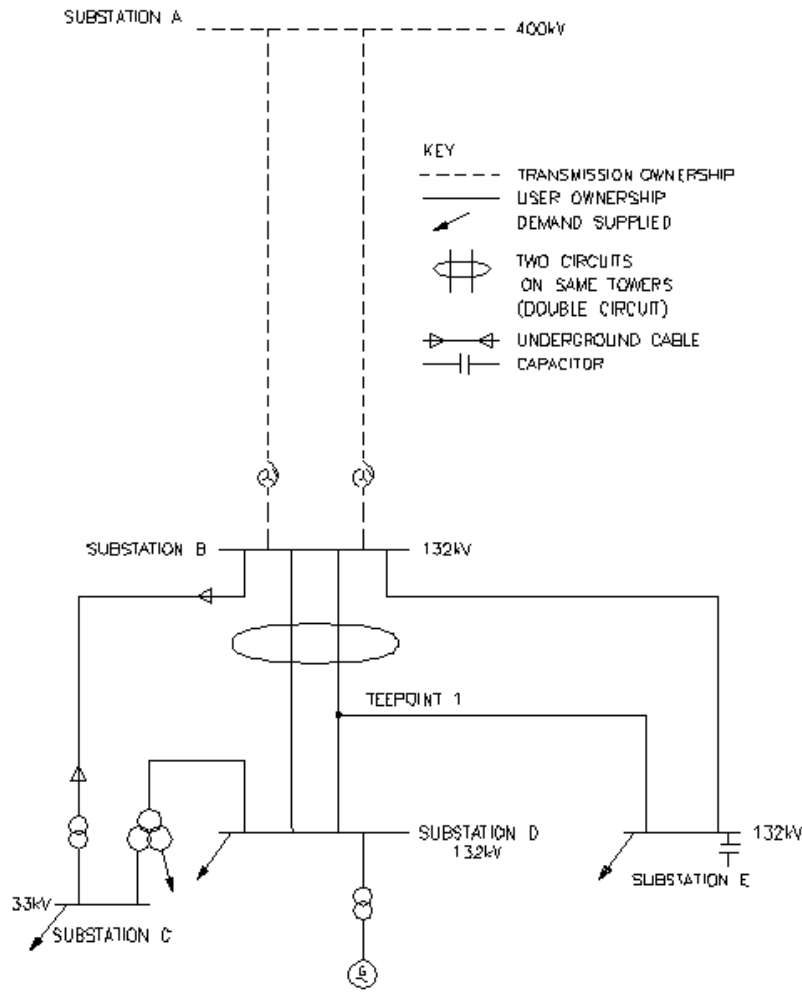 SUBSTATION A
400kV
KEY
TRANSMISSION OWNERSHIP
USER OWNERSHIP
DEMAND SUPPLIED
TWO CIRCUITS
ON SAME TOWERS
(DOUBLE CIRCUIT)
UNDERGROUND CABLE
CAPACITOR
SUBSTATION B
132kV
TEEPOINT 1
SUBSTATION D
132kV
132kV
SUBSTATION E
33kV
SUBSTATION C
G